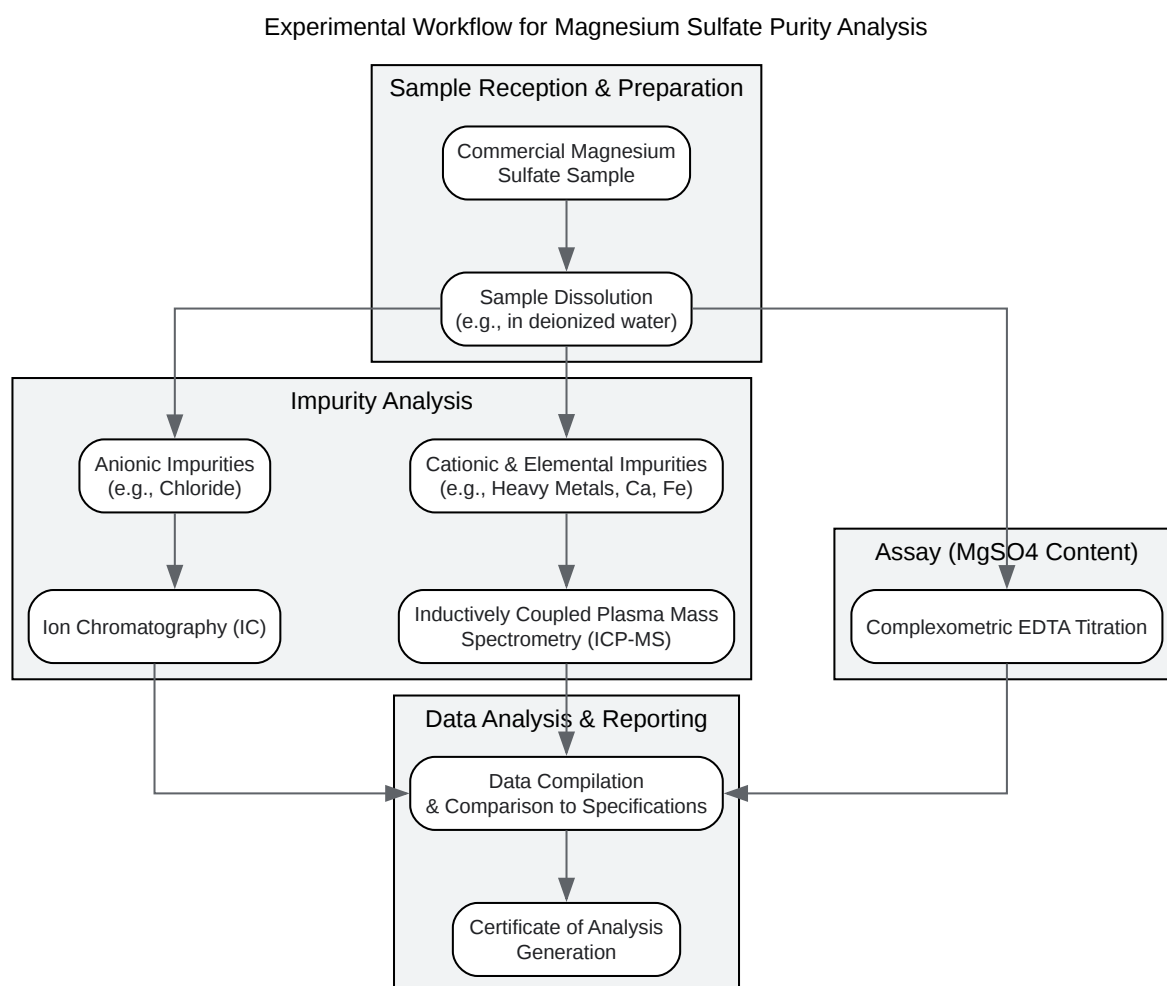 Experimental Workflow for Magnesium Sulfate Purity Analysis
Sample Reception & Preparation
Commercial Magnesium
Sulfate Sample
Sample Dissolution
(e.g., in deionized water)
Impurity Analysis
Anionic Impurities
(e.g., Chloride)
Cationic & Elemental Impurities
(e.g., Heavy Metals, Ca, Fe)
Ion Chromatography (IC)
Inductively Coupled Plasma Mass
Spectrometry (ICP-MS)
Assay (MgSO4 Content)
Complexometric EDTA Titration
Data Analysis & Reporting
Data Compilation
& Comparison to Specifications
Certificate of Analysis
Generation